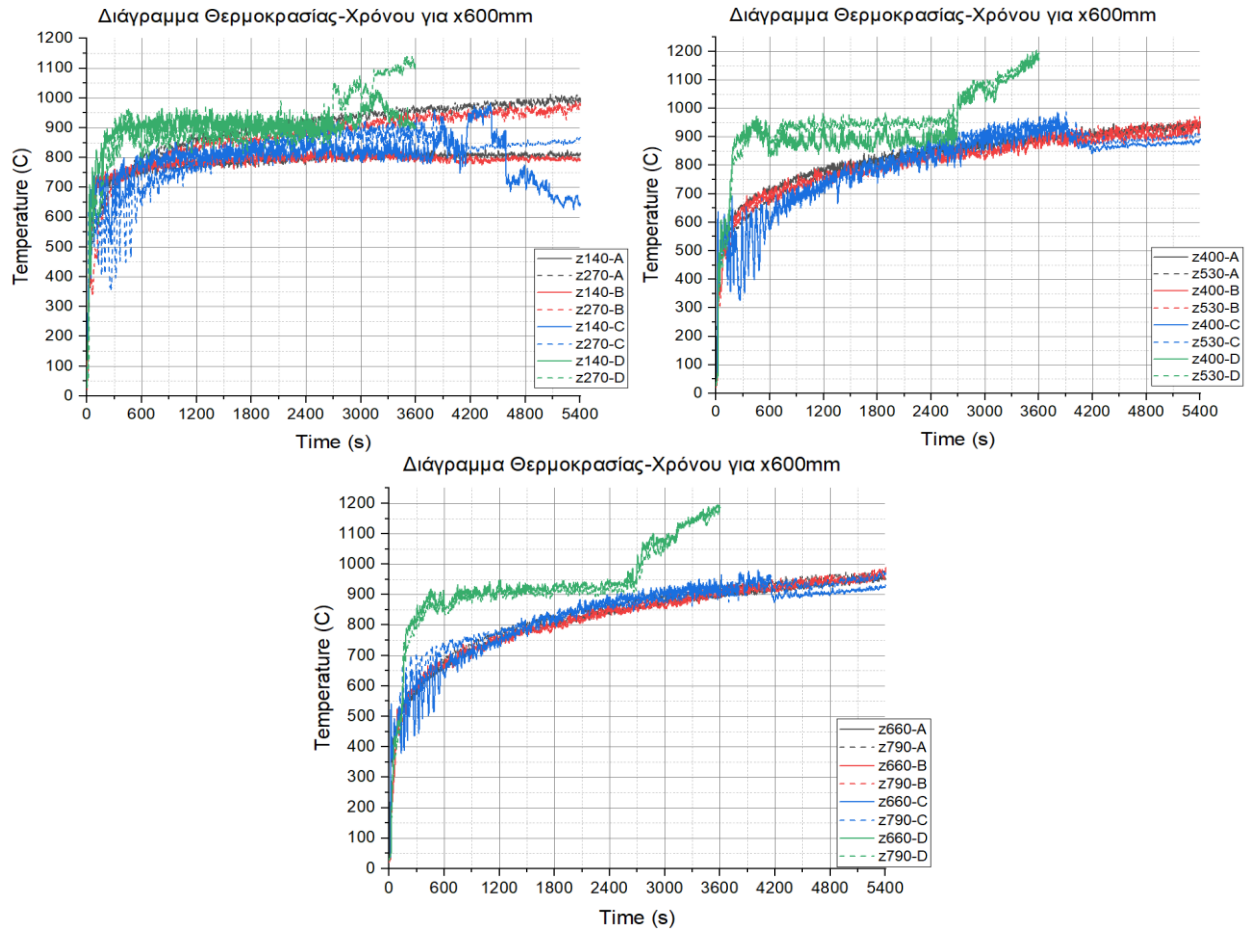 Διάγραμμα Θερμοκρασίας-Χρόνου για x600mm
1200
1100
1000
900
800
700
600
500
400
300
200
100
0
Temperature (C)
z140-A
z270-A
z140-B
z270-B
z140-C
z270-C
z140-D
z270-D
0 600 1200 1800 2400 3000 3600 4200 4800 5400
Time (s)
Διάγραμμα Θερμοκρασίας-Χρόνου για x600mm
1200
1100
1000
900
800
700
600
500
400
300
200
100
0
Temperature (C)
z400-A
z530-A
z400-B
z530-B
z400-C
z530-C
z400-D
z530-D
0 600 1200 1800 2400 3000 3600 4200 4800 5400
Time (s)
Διάγραμμα Θερμοκρασίας-Χρόνου για x600mm
1200
1100
1000
900
800
700
600
500
400
300
200
100
0
Temperature (C)
z660-A
z790-A
z660-B
z790-B
z660-C
z790-C
z660-D
z790-D
0 600 1200 1800 2400 3000 3600 4200 4800 5400
Time (s)